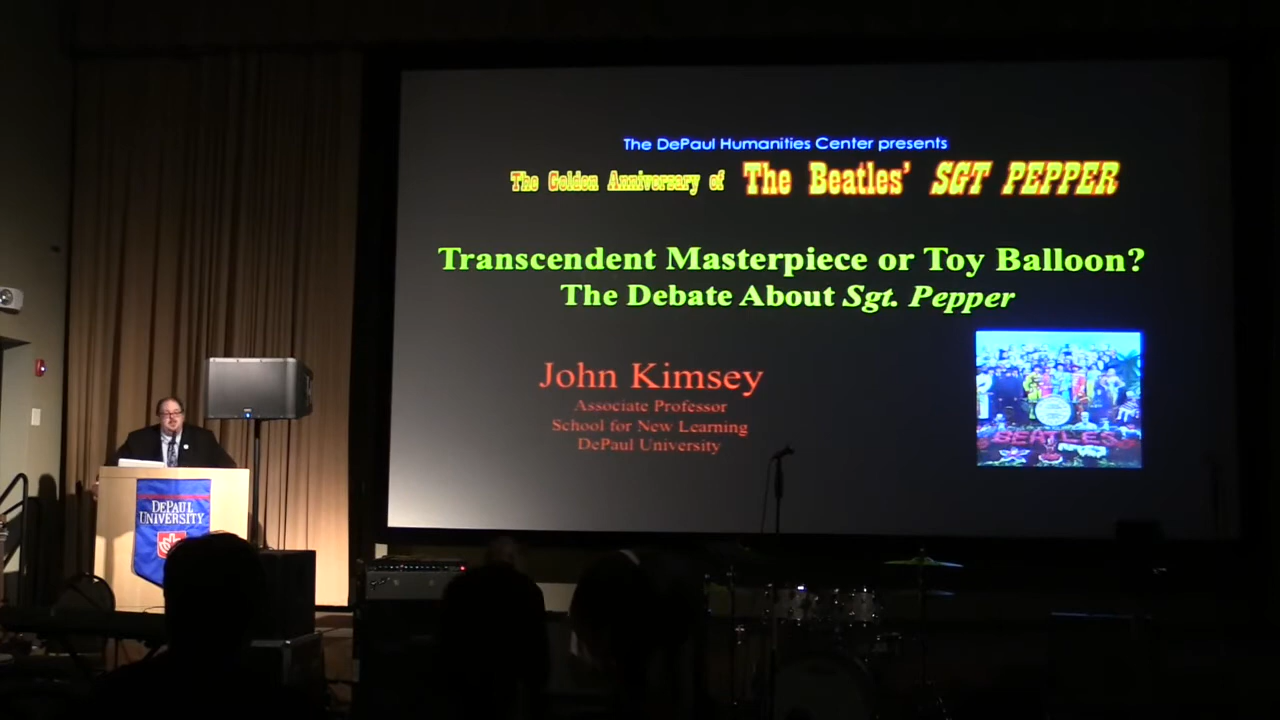 The DePaul Humanities Center presents
The Golden Anniversary of The Beatles' SGT PEPPER
Transcendent Masterpiece or Toy Balloon?
The Debate About Sgt. Pepper
John Kimsey
Associate Professor
School for New Learning
DePaul University
BEATLES
DEPAUL
UNIVERSITY